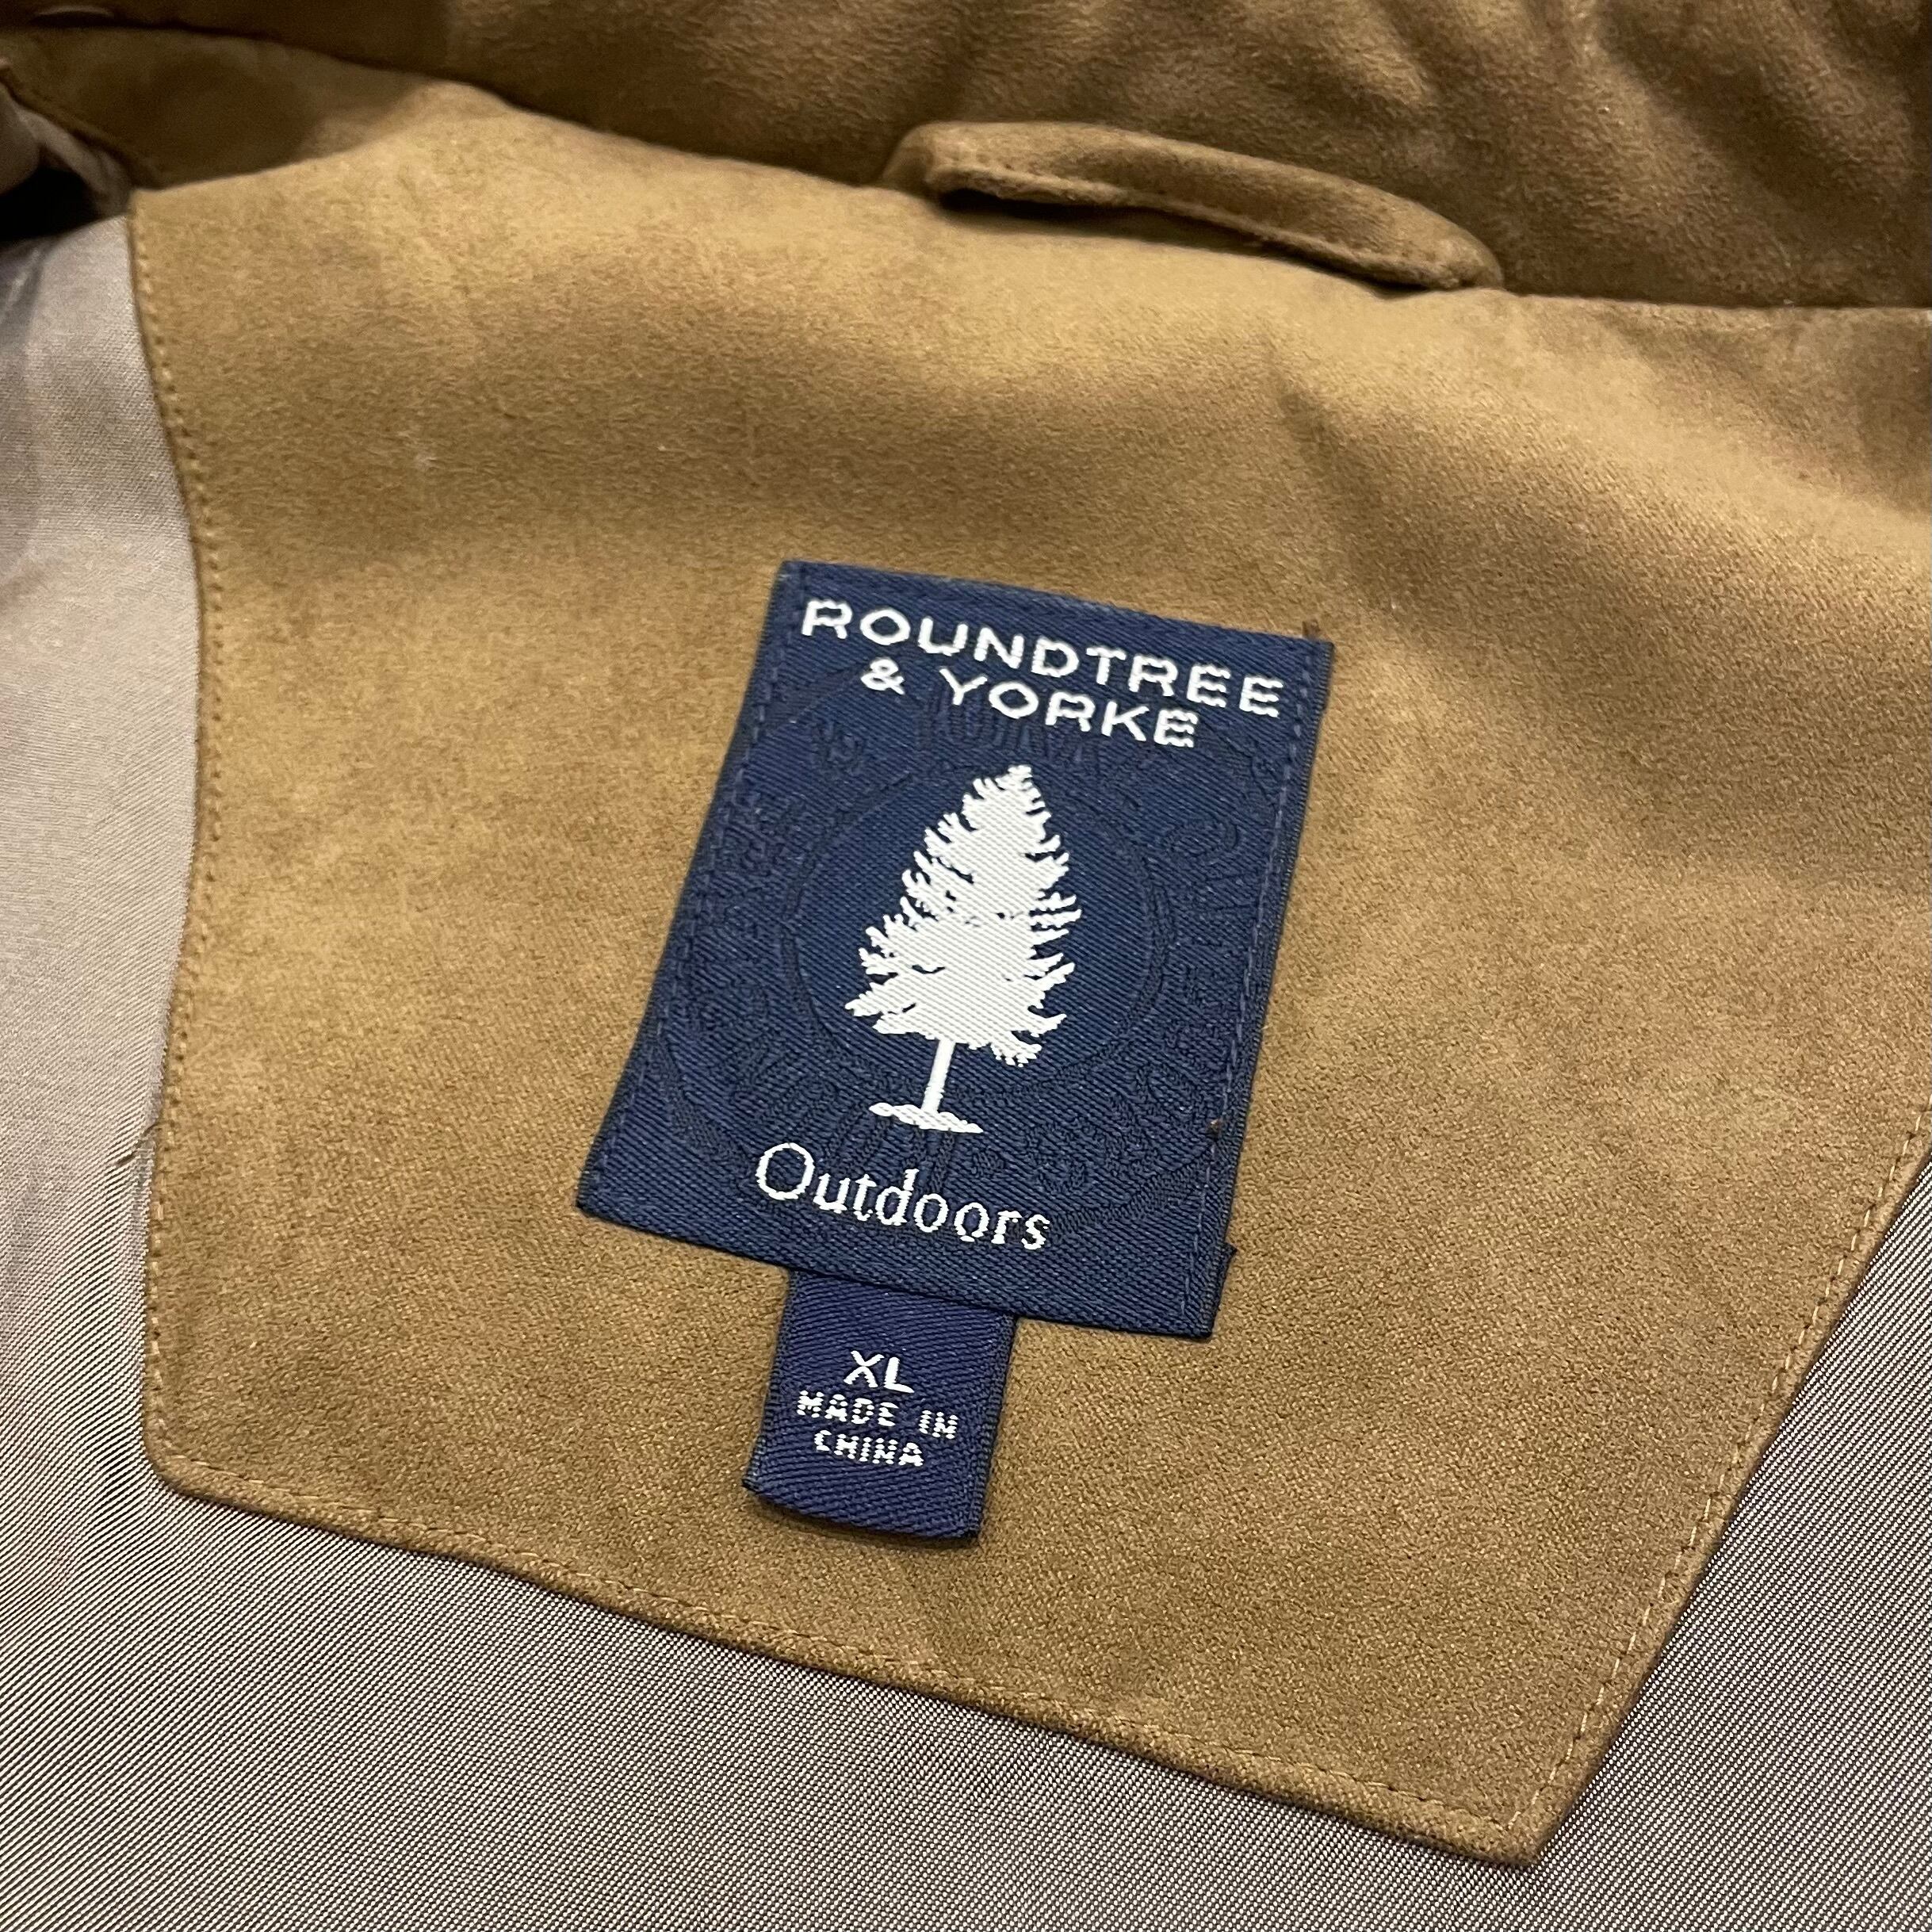 ROUNDTREE
& YORKE
Outdoors
XL
MADE IN
CHINA